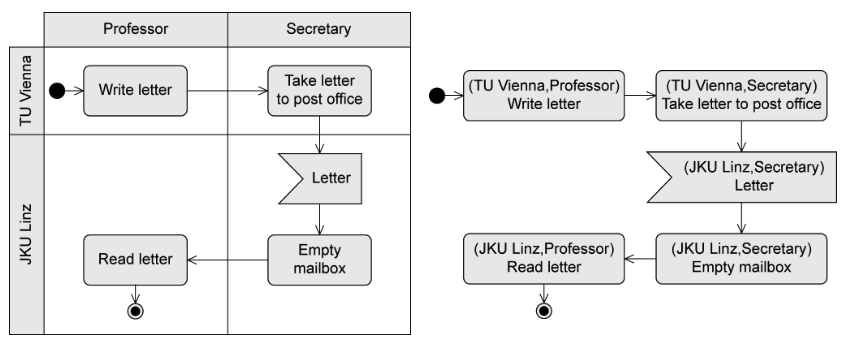 Professor
Secretary
TU Vienna
Write letter
Take letter
to post office
JKU Linz
Letter
Read letter
Empty
mailbox
(TU Vienna,Professor)
Write letter
(TU Vienna,Secretary)
Take letter to post office
(JKU Linz,Secretary)
Letter
(JKU Linz,Professor)
Read letter
(JKU Linz,Secretary)
Empty mailbox